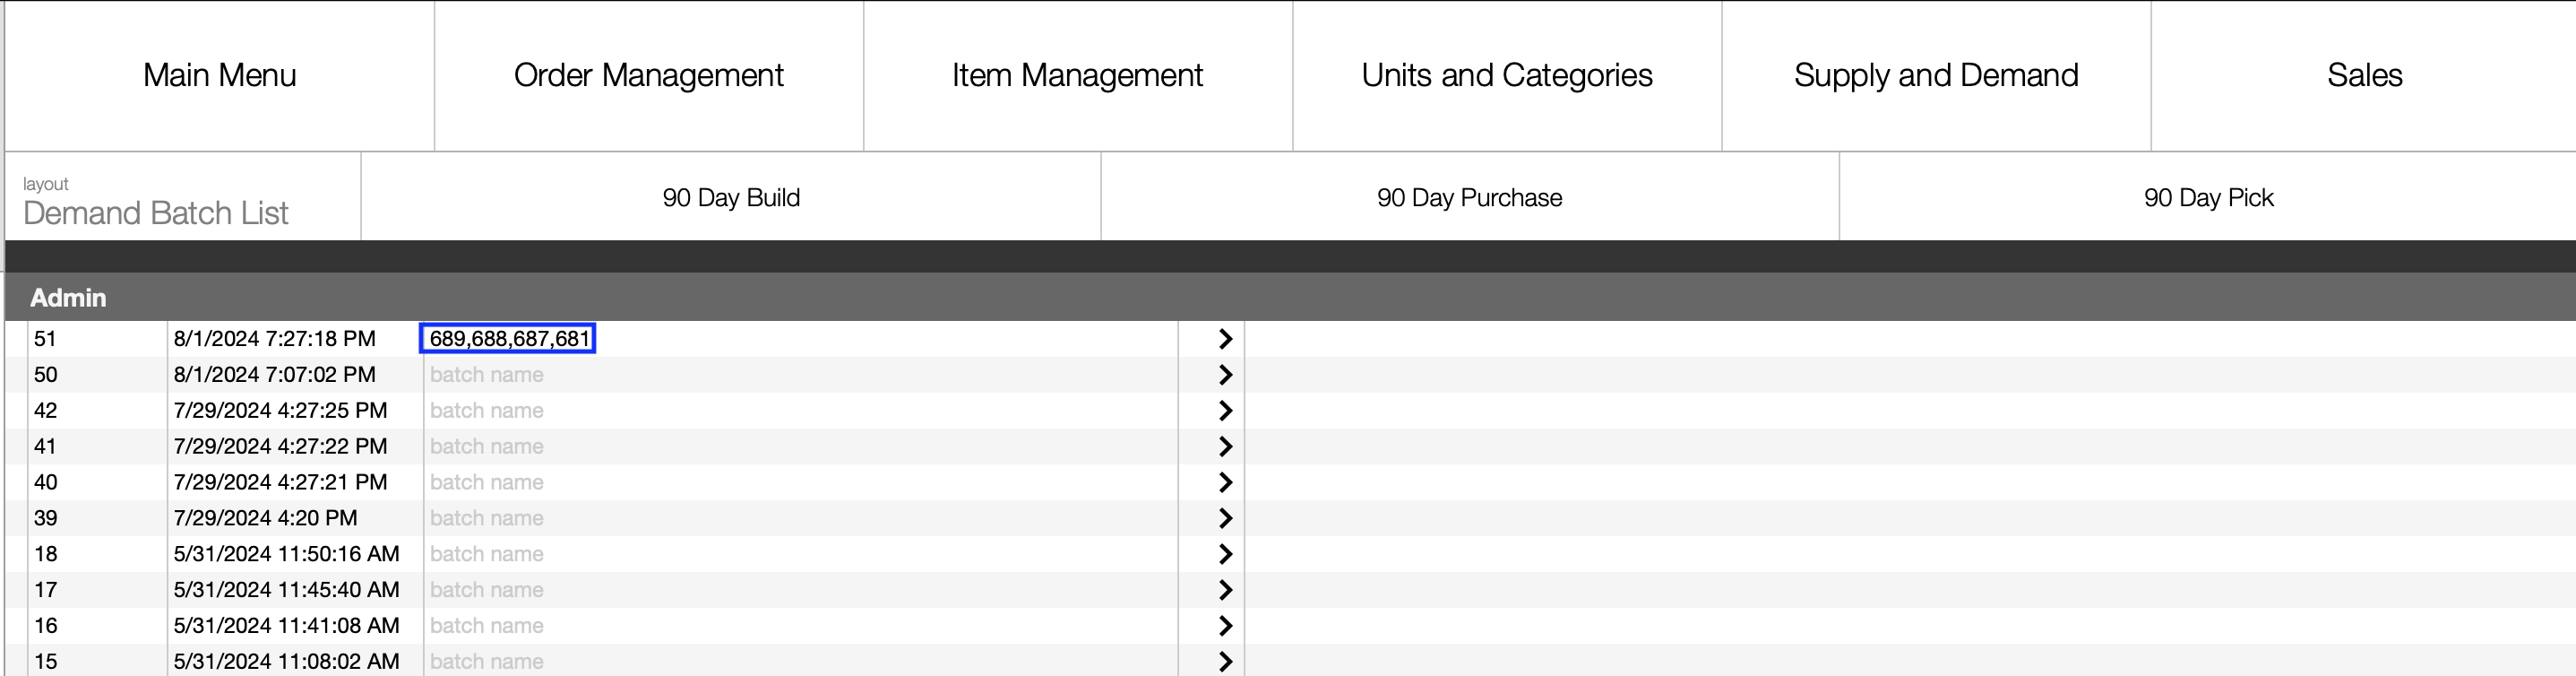 Main Menu Order Management Item Management Units and Categories Supply and Demand Sales
layout
Demand Batch List 90 Day Build 90 Day Purchase 90 Day Pick
Admin
51 8/1/2024 7:27:18 PM 689,688,687,681
50 8/1/2024 7:07:02 PM batch name
42 7/29/2024 4:27:25 PM batch name
41 7/29/2024 4:27:22 PM batch name
40 7/29/2024 4:27:21 PM batch name
39 7/29/2024 4:20 PM batch name
18 5/31/2024 11:50:16 AM batch name
17 5/31/2024 11:45:40 AM batch name
16 5/31/2024 11:41:08 AM batch name
15 5/31/2024 11:08:02 AM batch name